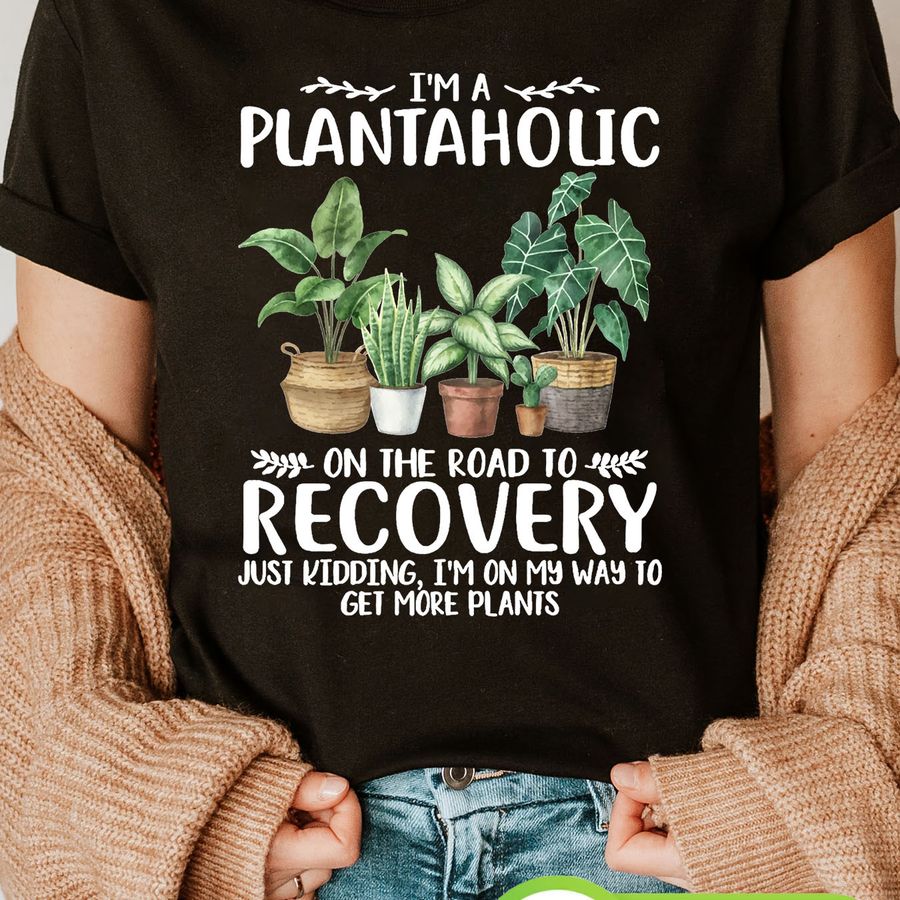 I'M A
PLANTAHOLIC
ON THE ROAD TO
RECOVERY
JUST KIDDING, I'M ON MY WAY TO
GET MORE PLANTS